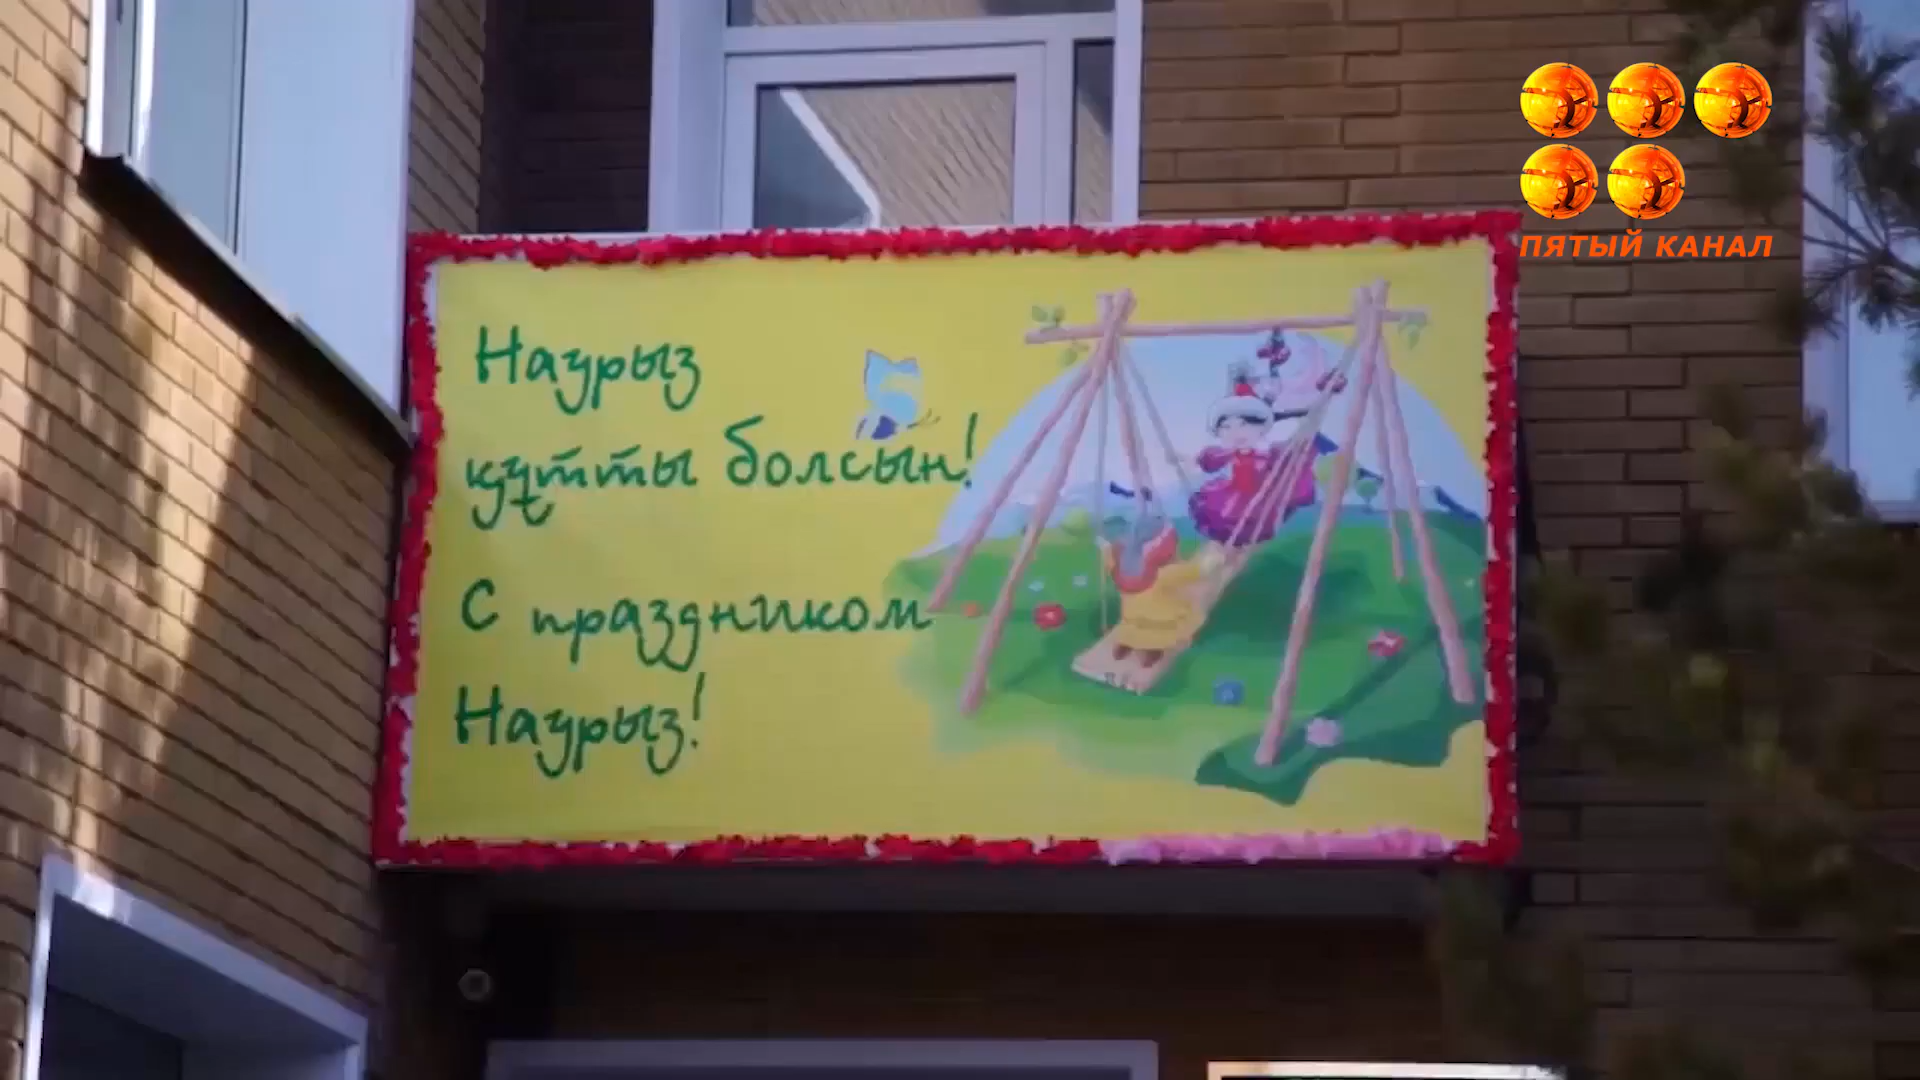 ПЯТЫЙ КАНАЛ
Наурыз
құтты болсын!
С праздником
Наурыз!